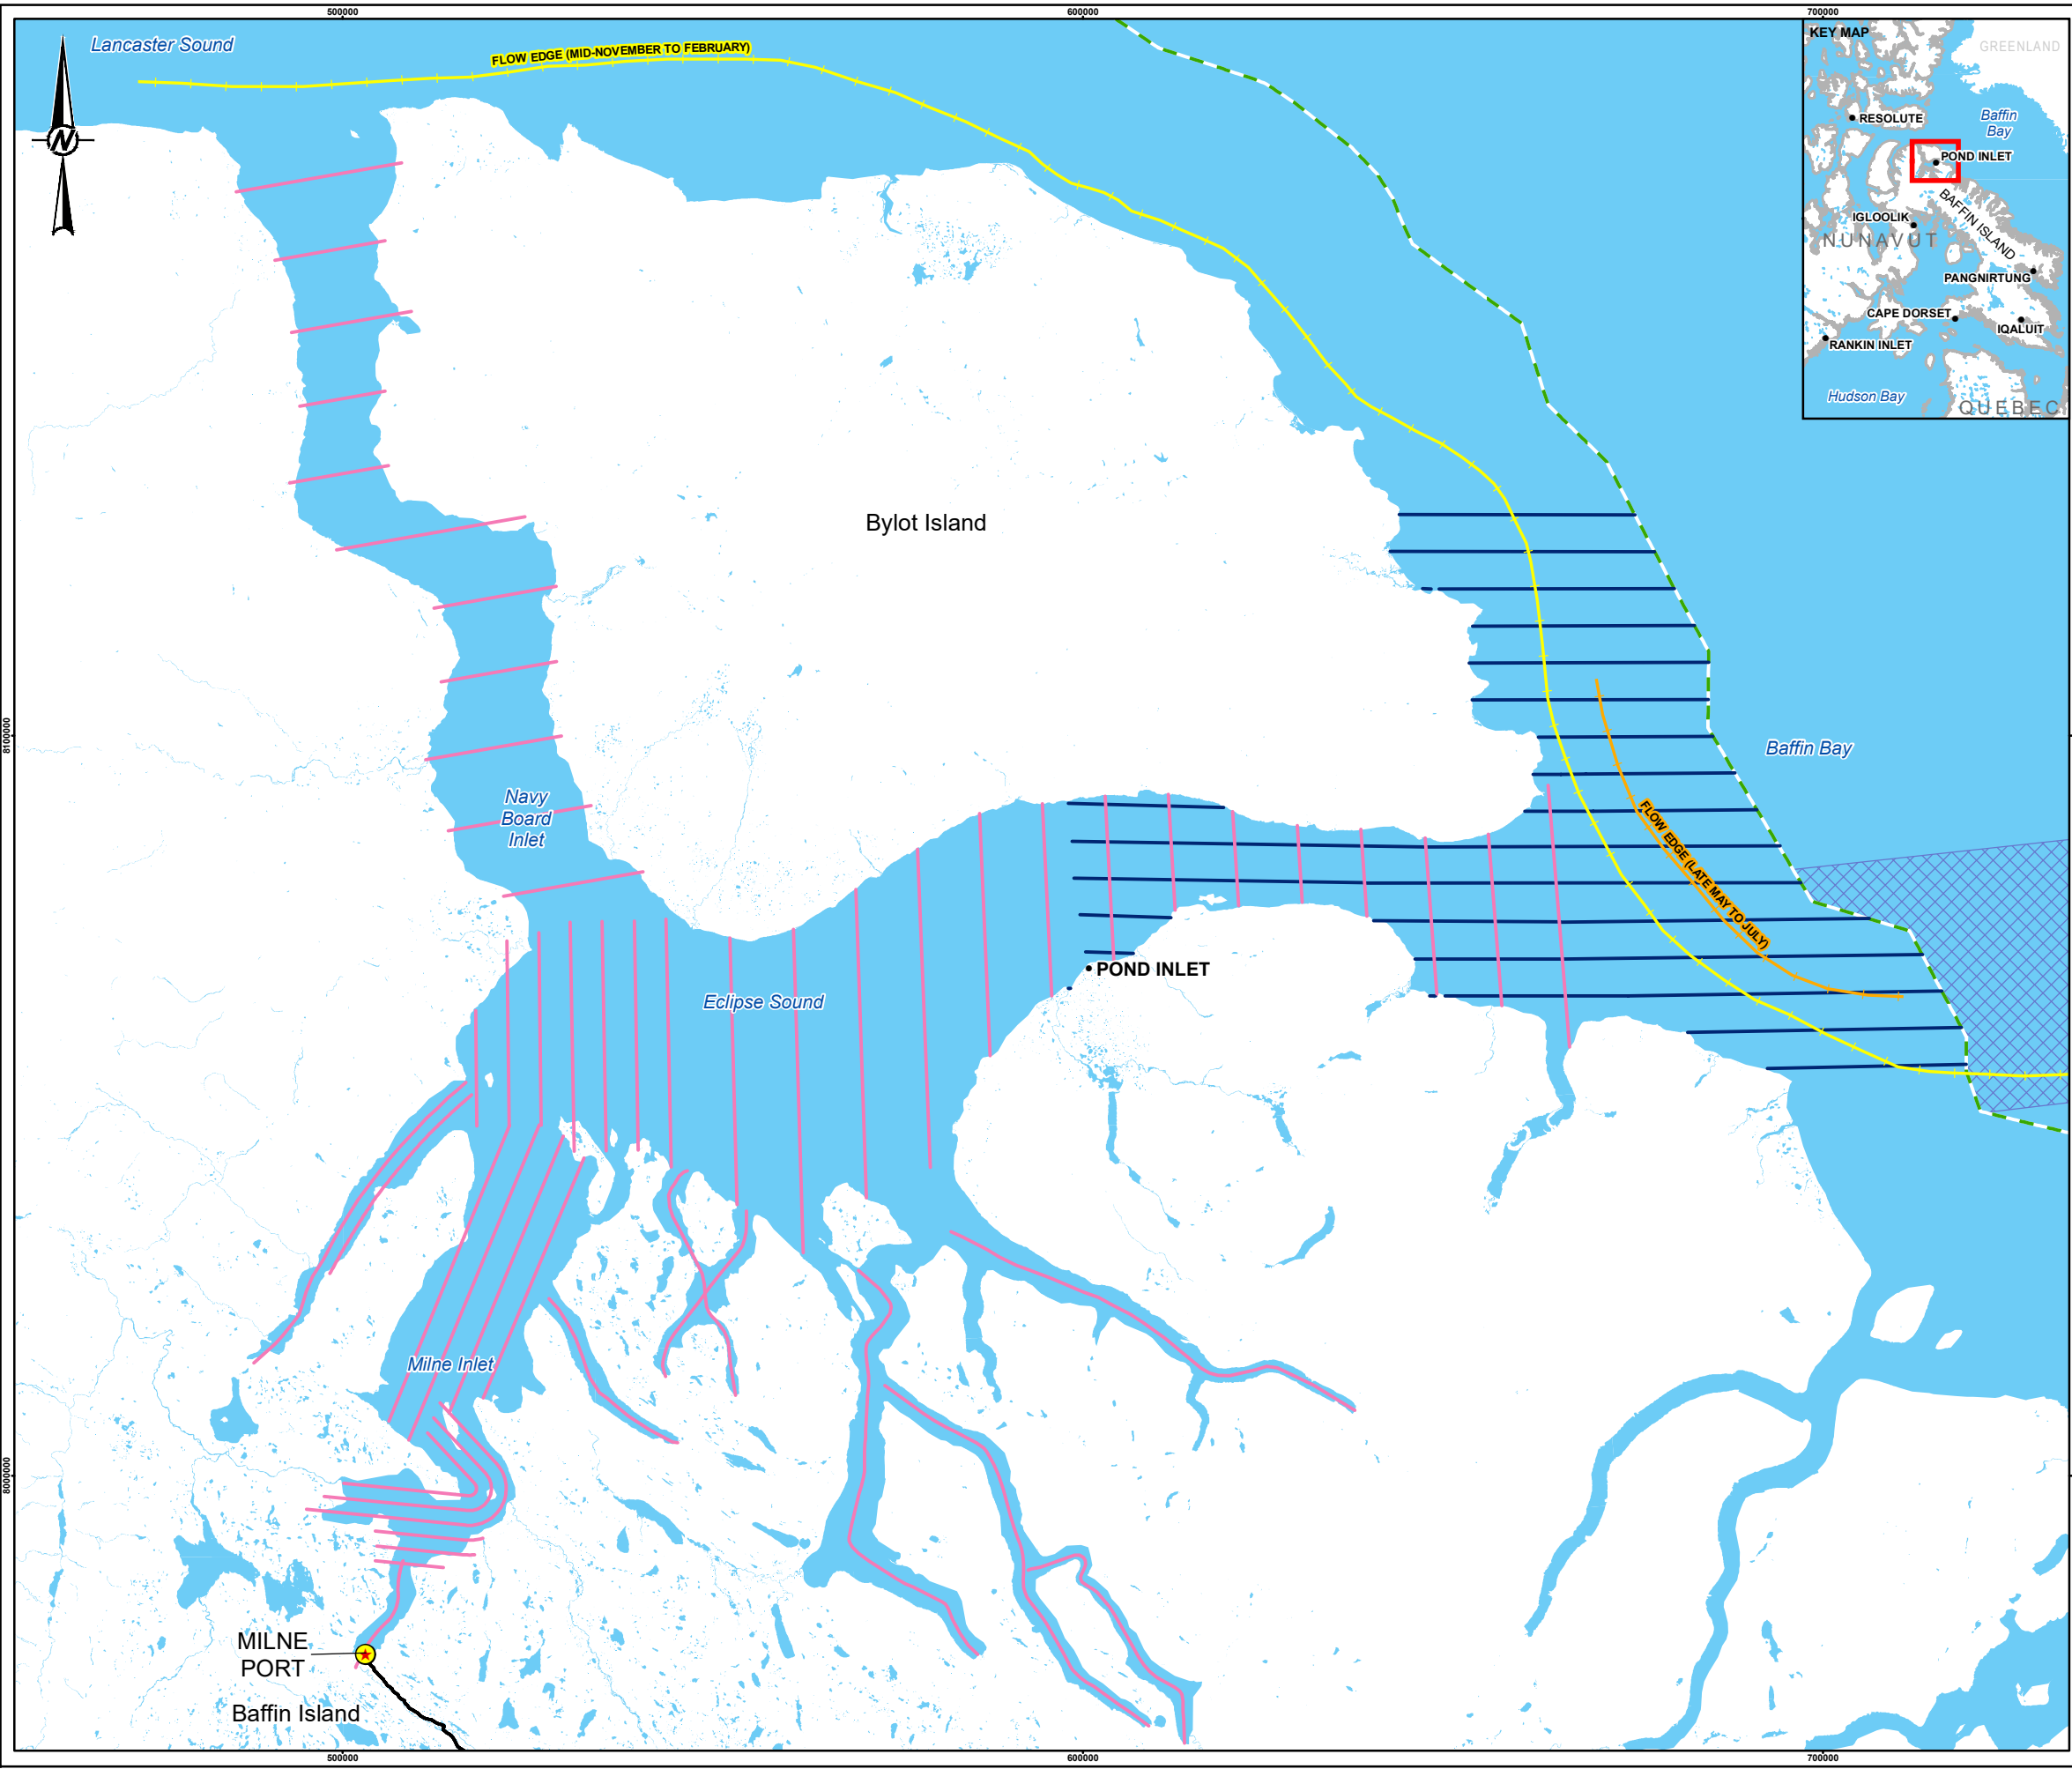 500000
600000
700000
Lancaster Sound
FLOW EDGE (MID-NOVEMBER TO FEBRUARY)
N
KEY MAP
GREENLAND
Baffin
Bay
RESOLUTE
POND INLET
BAFFIN ISLAND
IGLOOLIK
NUNAVUT
PANGNIRTUNG
CAPE DORSET
IQALUIT
RANKIN INLET
Hudson Bay
QUEBEC
Bylot Island
8100000
Baffin Bay
Navy
Board
Inlet
FLOW EDGE (LATE MAY TO JULY)
POND INLET
Eclipse Sound
Milne Inlet
8000000
MILNE
PORT
Baffin Island
500000
600000
700000